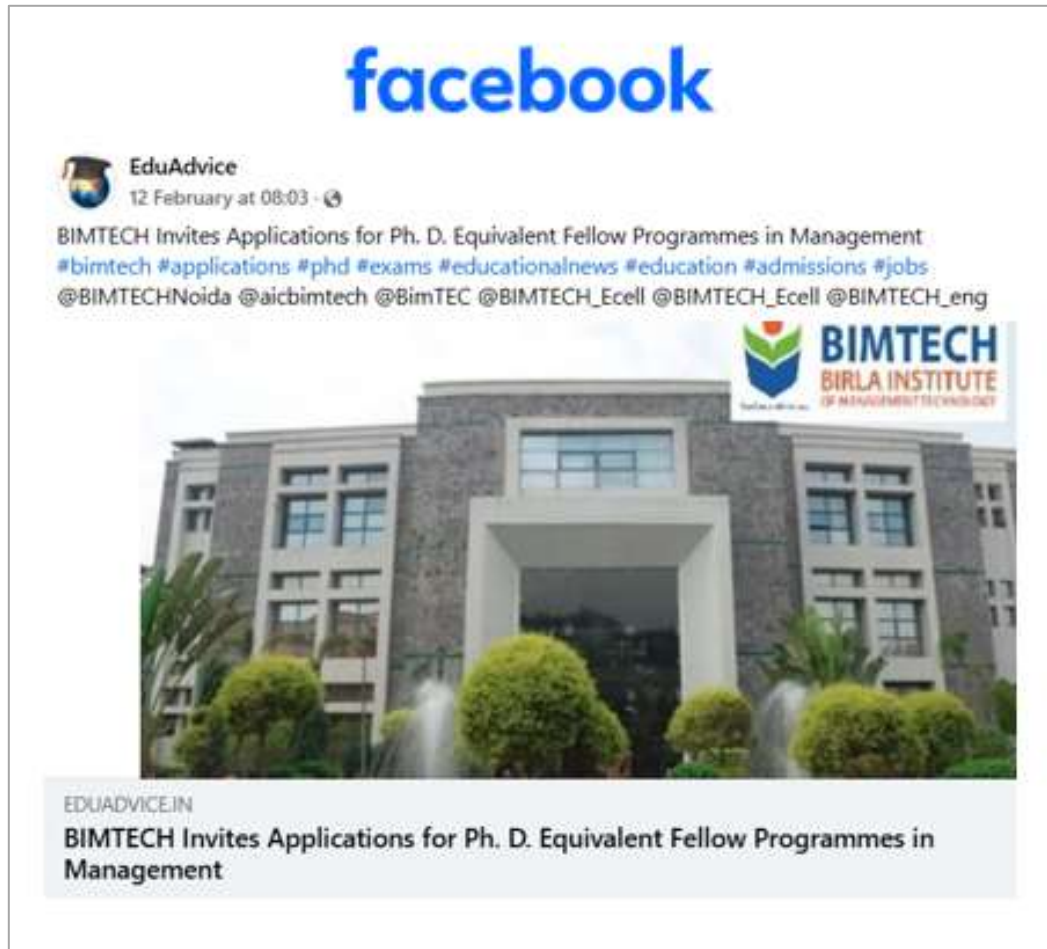 facebook
EduAdvice
12 February at 08:03 ·
BIMTECH Invites Applications for Ph. D. Equivalent Fellow Programmes in Management
#bimtech #applications #phd #exams #educationalnews #education #admissions #jobs
@BIMTECHNoida @aicbimtech @BimTEC @BIMTECH_Ecell @BIMTECH_Ecell @BIMTECH_eng
BIMTECH
BIRLA INSTITUTE
OF MANAGEMENT TECHNOLOGY
EDUADVICE.IN
BIMTECH Invites Applications for Ph. D. Equivalent Fellow Programmes in
Management